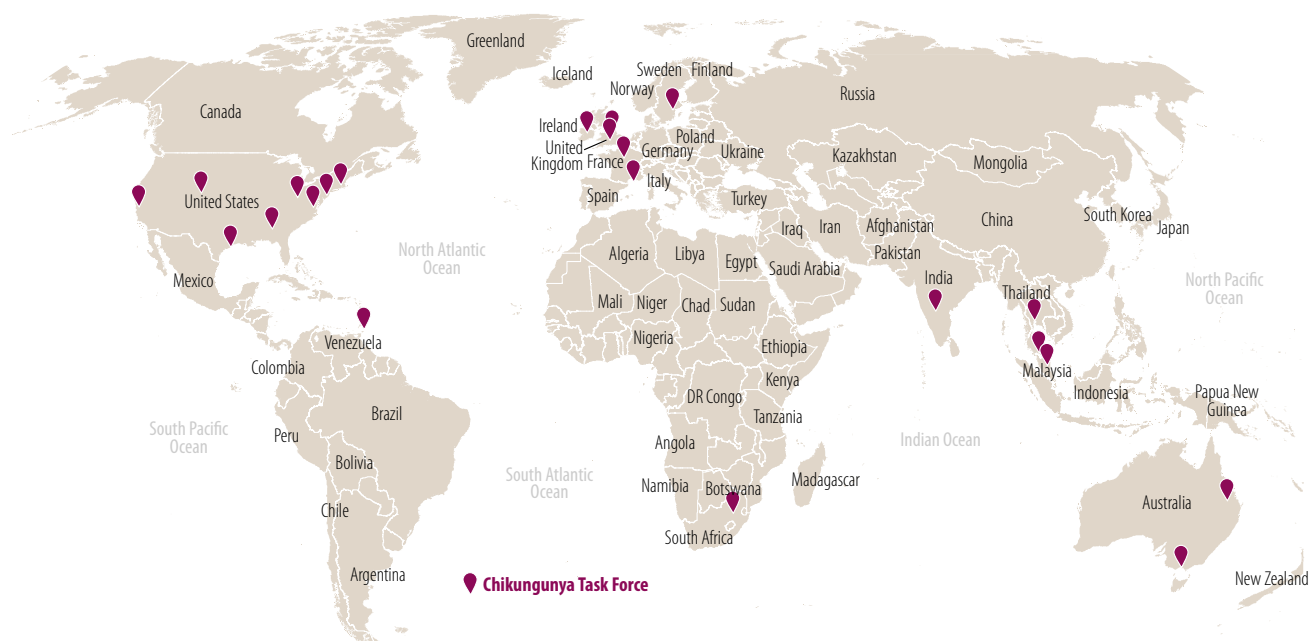 Greenland
Iceland
Sweden
Finland
Norway
Russia
Canada
Ireland
United
Kingdom
France
Germany
Poland
Ukraine
Kazakhstan
Mongolia
United States
Spain
Italy
Turkey
China
South Korea
Japan
Afghanistan
Iraq
Iran
Pakistan
North Atlantic
Ocean
Algeria
Libya
Egypt
Saudi Arabia
India
North Pacific
Ocean
Mexico
Thailand
Mali
Niger
Chad
Sudan
Nigeria
Ethiopia
Venezuela
Colombia
Kenya
Malaysia
Indonesia
Papua New
Guinea
DR Congo
Tanzania
Brazil
South Pacific
Ocean
Peru
Indian Ocean
Angola
Bolivia
South Atlantic
Ocean
Namibia
Botswana
Madagascar
Australia
Chile
South Africa
Argentina
Chikungunya Task Force
New Zealand